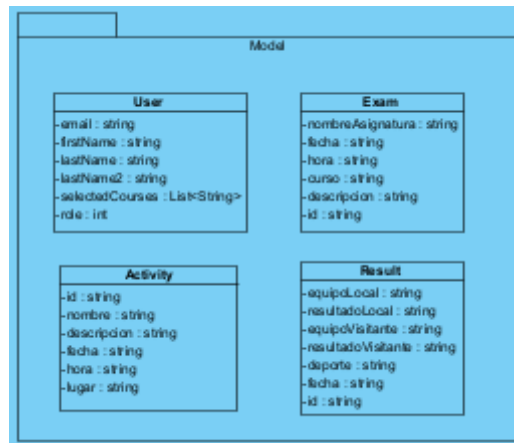 Model
User
-email : string
-firstName : string
-lastName : string
-lastName2 : string
-selectedCourses : List<String>
-role : int
Exam
-nombreAsignatura : string
-fecha : string
-hora : string
-curso : string
-descripcion : string
-id : string
Activity
-id : string
-nombre : string
-descripcion : string
-fecha : string
-hora : string
-lugar : string
Result
-equipoLocal : string
-resultadoLocal : string
-equipoVisitante : string
-resultadoVisitante : string
-deporte : string
-fecha : string
-id : string